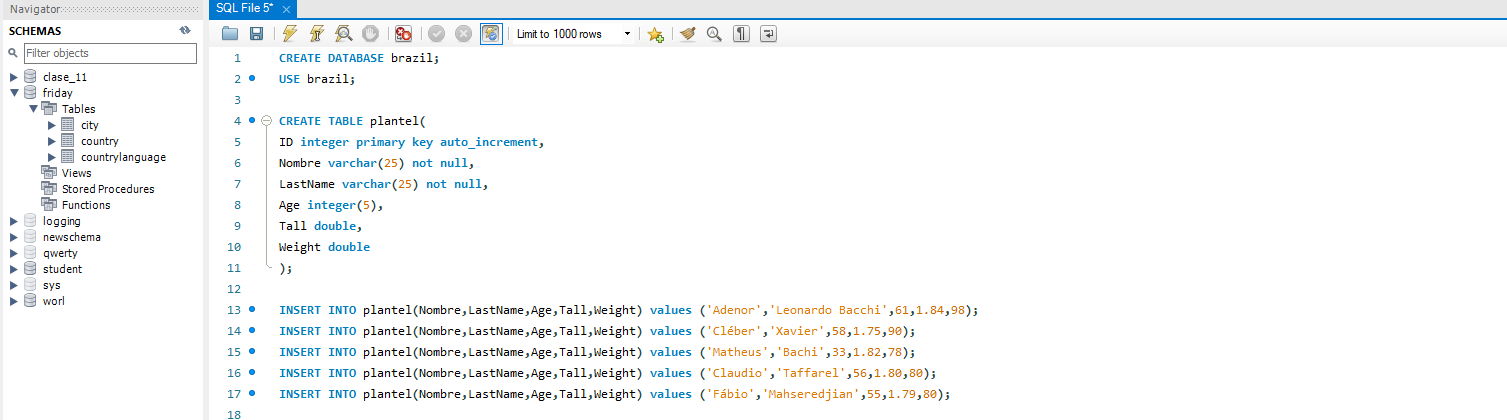 Navigator
SCHEMAS
Filter objects
clase_11
friday
Tables
city
country
countrylanguage
Views
Stored Procedures
Functions
logging
newschema
qwerty
student
sys
worl
SQL File 5*
Limit to 1000 rows
1 CREATE DATABASE brazil;
2 USE brazil;
3
4 CREATE TABLE plantel(
5 ID integer primary key auto_increment,
6 Nombre varchar(25) not null,
7 LastName varchar(25) not null,
8 Age integer(5),
9 Tall double,
10 Weight double
11 );
12
13 INSERT INTO plantel(Nombre,LastName,Age,Tall,Weight) values ('Adenor','Leonardo Bacchi',61,1.84,98);
14 INSERT INTO plantel(Nombre,LastName,Age,Tall,Weight) values ('Cléber','Xavier',58,1.75,90);
15 INSERT INTO plantel(Nombre,LastName,Age,Tall,Weight) values ('Matheus','Bachi',33,1.82,78);
16 INSERT INTO plantel(Nombre,LastName,Age,Tall,Weight) values ('Claudio','Taffarel',56,1.80,80);
17 INSERT INTO plantel(Nombre,LastName,Age,Tall,Weight) values ('Fábio','Mahseredjian',55,1.79,80);
18